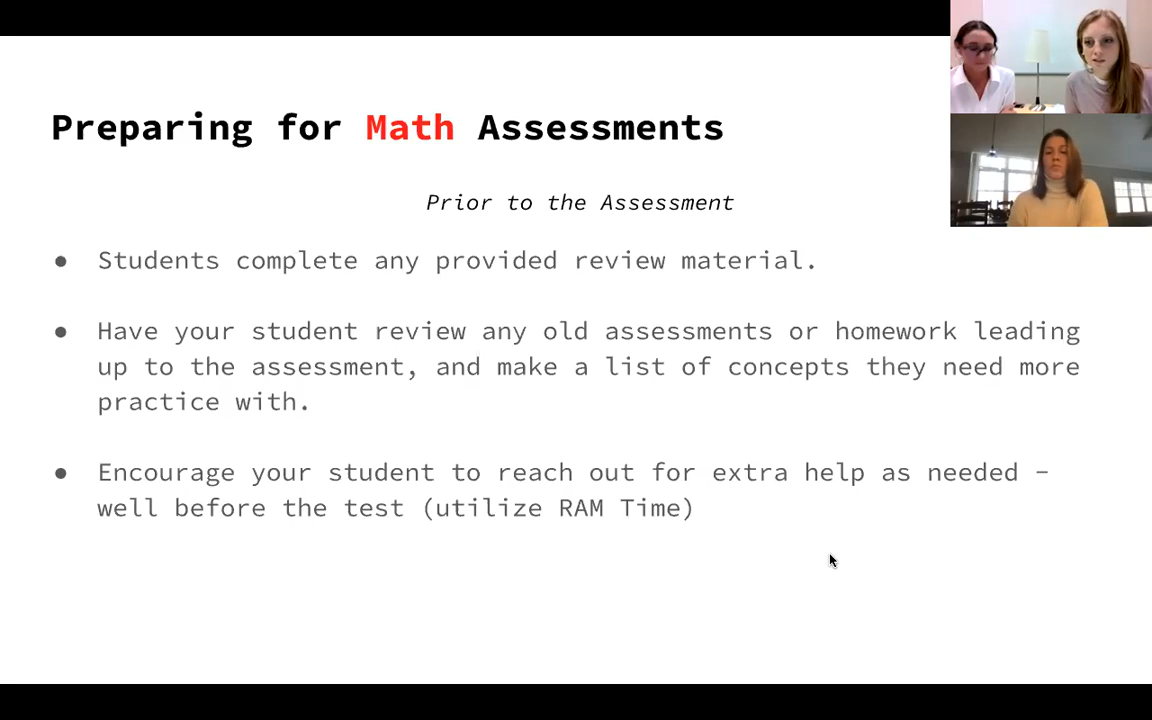 Preparing for Math Assessments
Prior to the Assessment
● Students complete any provided review material.
● Have your student review any old assessments or homework leading
up to the assessment, and make a list of concepts they need more
practice with.
● Encourage your student to reach out for extra help as needed –
well before the test (utilize RAM Time)